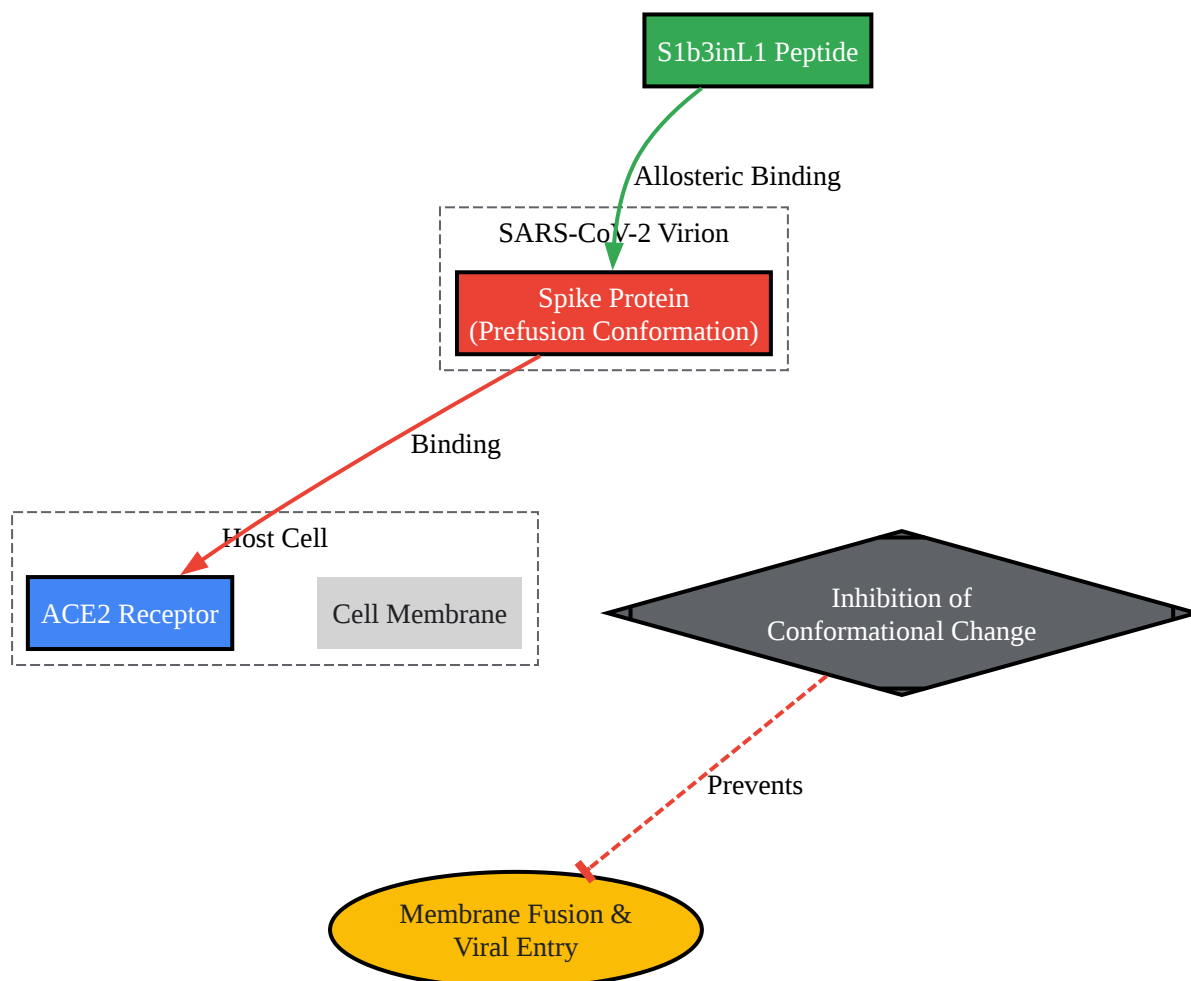 S1b3inL1 Peptide
Allosteric Binding
SARS-CoV-2 Virion
Spike Protein
(Prefusion Conformation)
Binding
Host Cell
ACE2 Receptor
Cell Membrane
Inhibition of
Conformational Change
Prevents
Membrane Fusion &
Viral Entry